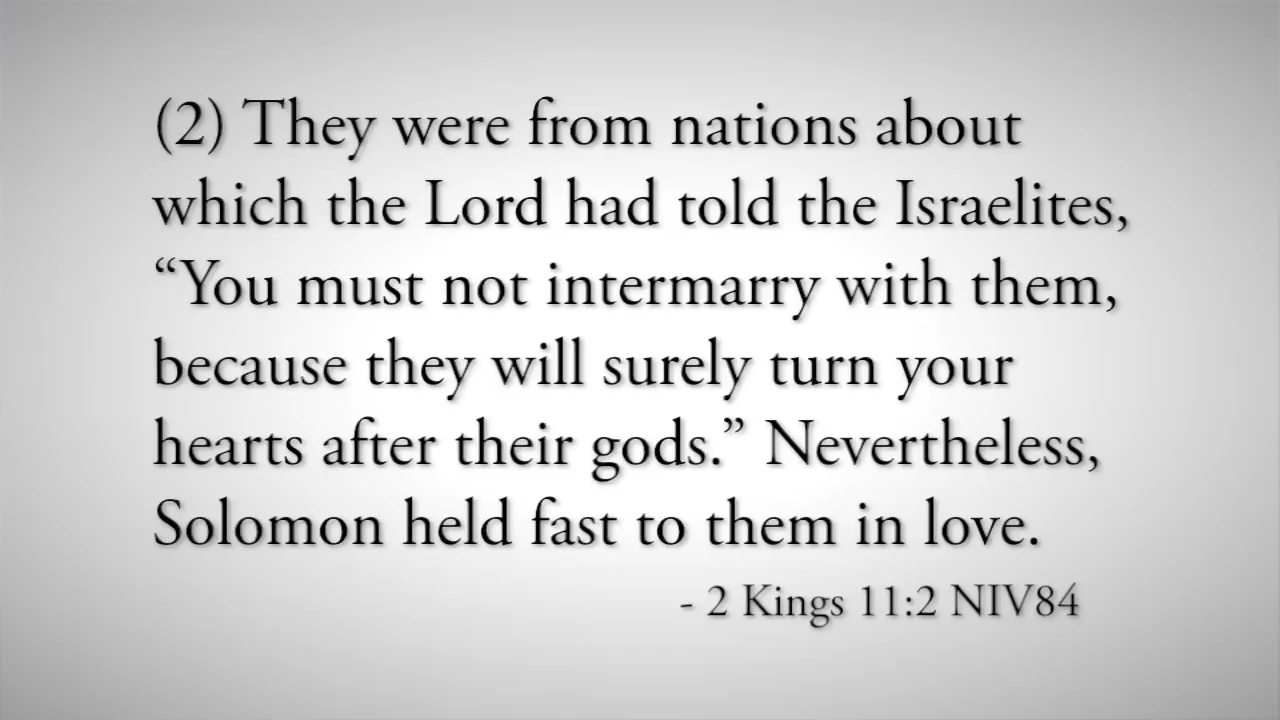 (2) They were from nations about
which the Lord had told the Israelites,
“You must not intermarry with them,
because they will surely turn your
hearts after their gods.” Nevertheless,
Solomon held fast to them in love.
- 2 Kings 11:2 NIV84